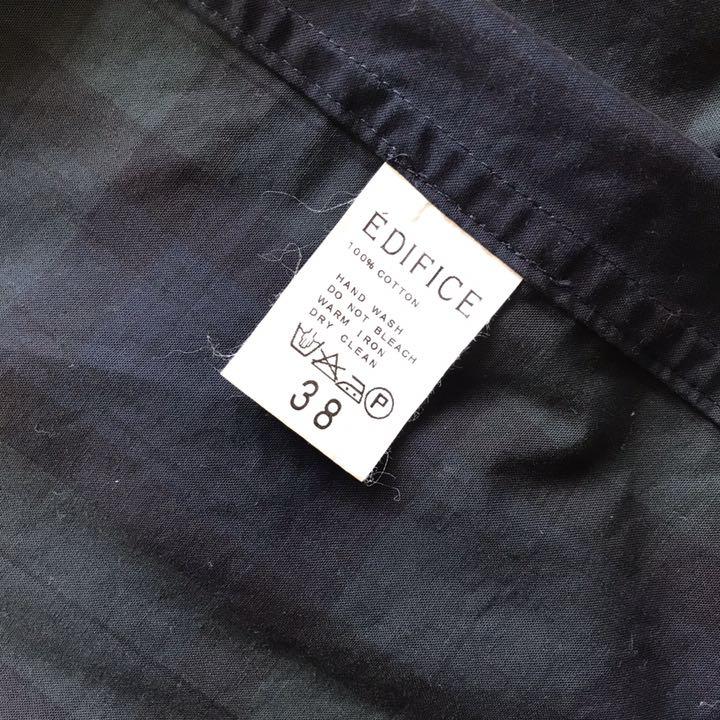 ÉDIFICE
100% COTTON
HAND WASH
DO NOT BLEACH
WARM IRON
DRY CLEAN
P
38